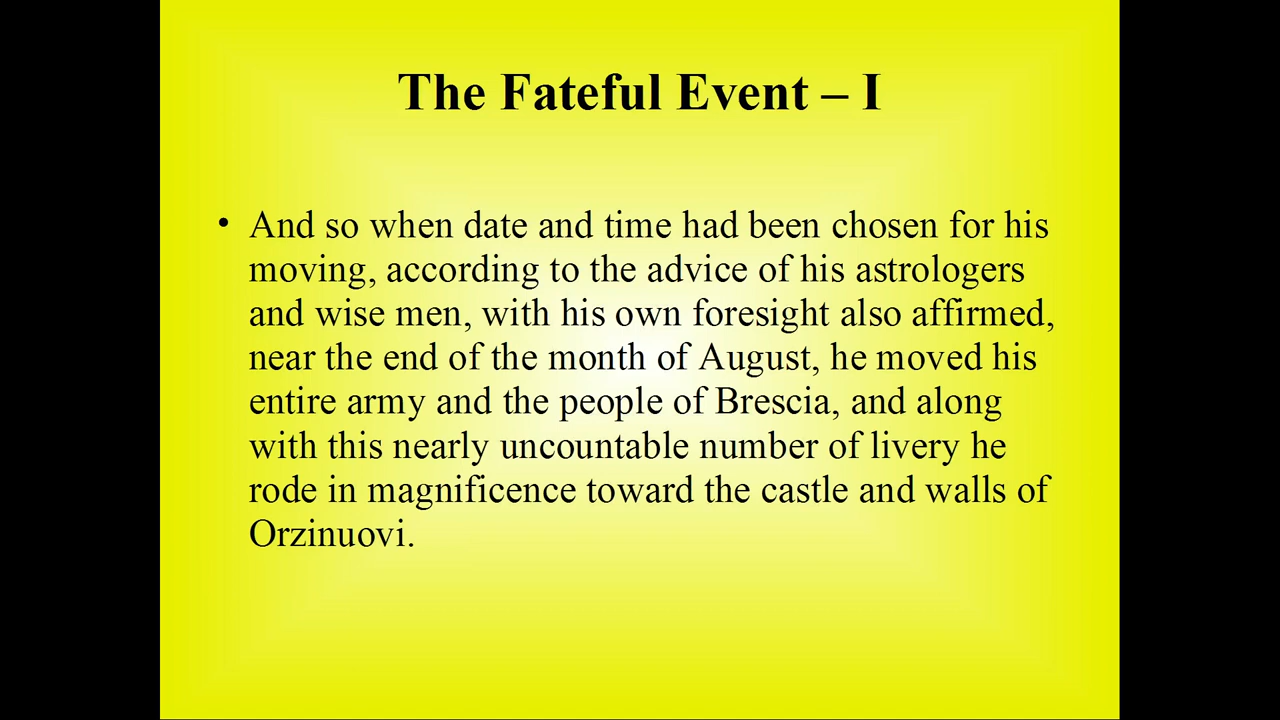 The Fateful Event – I
• And so when date and time had been chosen for his
moving, according to the advice of his astrologers
and wise men, with his own foresight also affirmed,
near the end of the month of August, he moved his
entire army and the people of Brescia, and along
with this nearly uncountable number of livery he
rode in magnificence toward the castle and walls of
Orzinuovi.